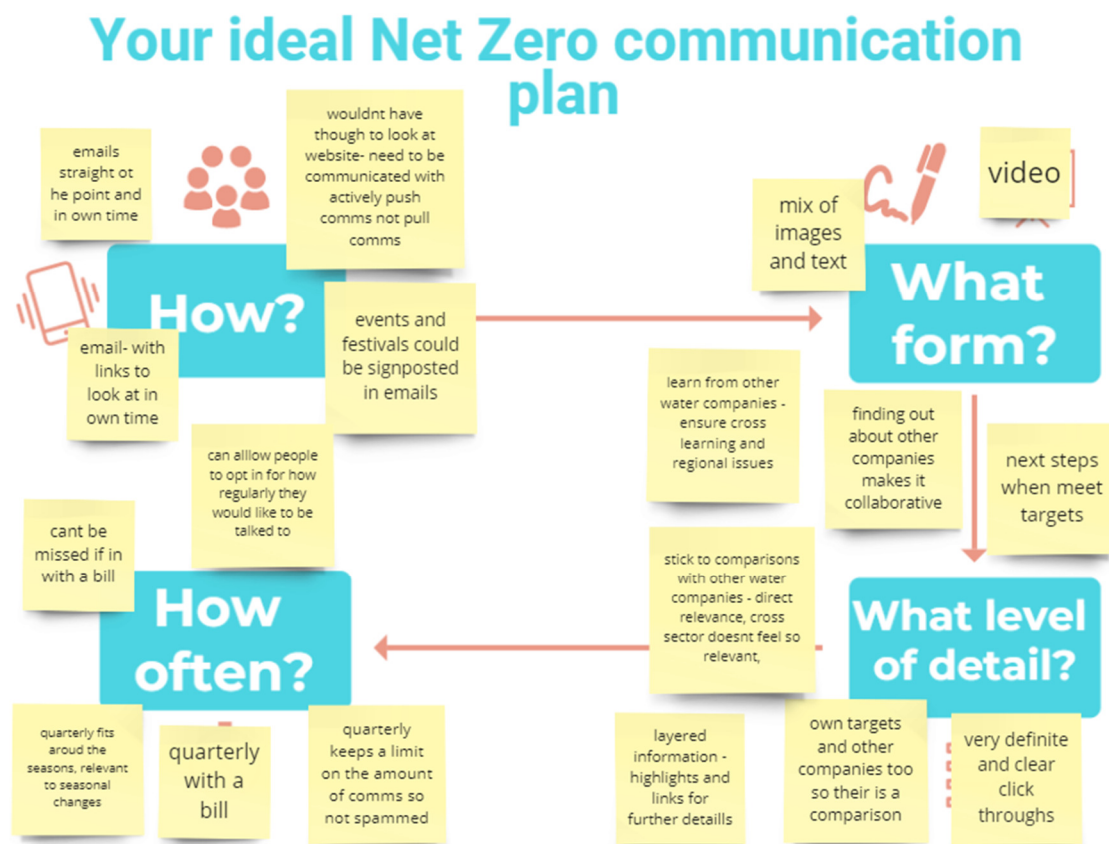 Your ideal Net Zero communication
plan
emails
straight ot
he point and
in own time
wouldnt have
though to look at
website- need to be
communicated with
actively push
comms not pull
comms
How?
email- with
links to
look at in
own time
events and
festivals could
be signposted
in emails
mix of
images
and text
video
What
form?
learn from other
water companies -
ensure cross
learning and
regional issues
finding out
about other
companies
makes it
collaborative
next steps
when meet
targets
stick to comparisons
with other water
companies - direct
relevance, cross
sector doesnt feel so
relevant,
What level
of detail?
layered
information -
highlights and
links for
further detaills
own targets
and other
companies too
so their is a
comparison
very definite
and clear
click
throughs
can alllow people
to opt in for how
regularly they
would like to be
talked to
cant be
missed if in
with a bill
How
often?
quarterly fits
aroud the
seasons, relevant
to seasonal
changes
quarterly
with a
bill
quarterly
keeps a limit
on the amount
of comms so
not spammed